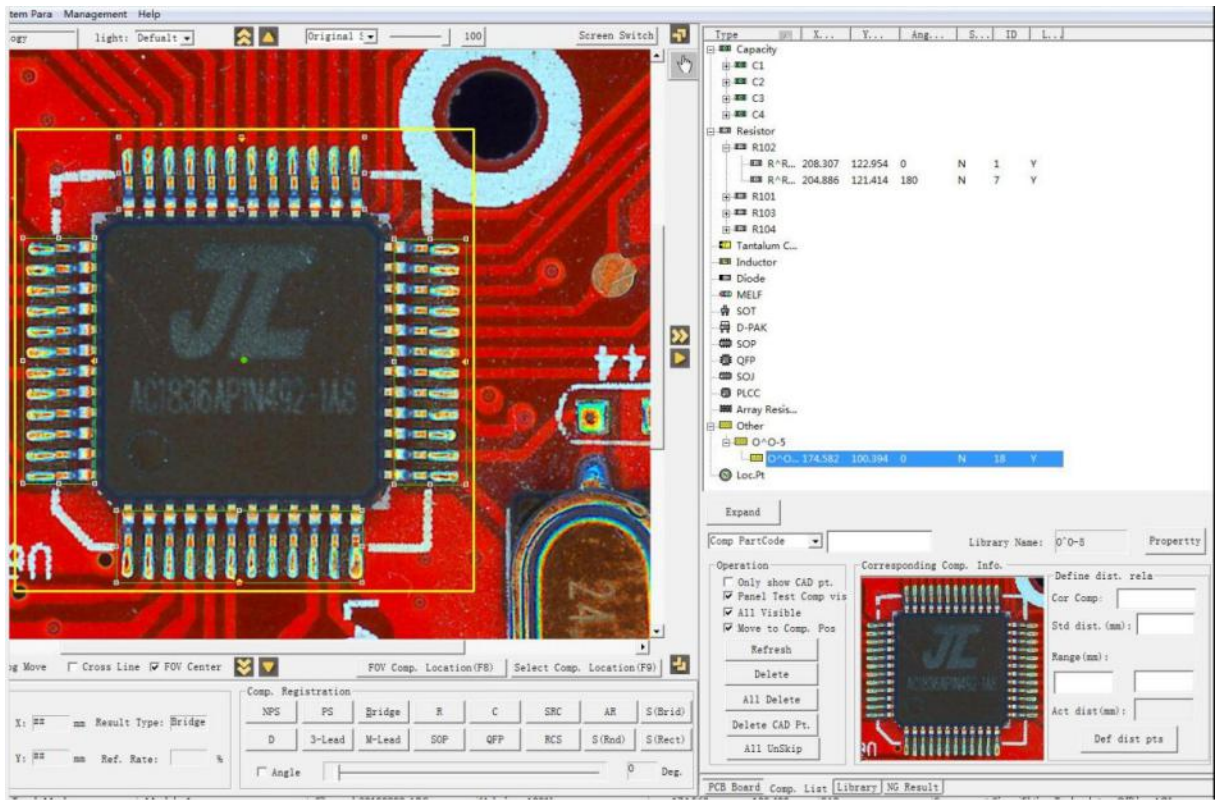 tem Para Management Help
light: Defualt
Original
100
Screen Switch
JL
AC1836AP1N492-1A8
24
Type X... Y... Ang... S... ID L...
Capacity
C1
C2
C3
C4
Resistor
R102
R^R... 208.307 122.954 0 N 1 Y
R^R... 204.886 121.414 180 N 7 Y
R101
R103
R104
Tantalum C...
Inductor
Diode
MELF
SOT
D-PAK
SOP
QFP
SOJ
PLCC
Array Resis...
Other
O^O-5
O^O... 174.582 100.394 0 N 18 Y
Loc.Pt
Expand
Comp PartCode
Library Name: O^O-5
Propertty
Operation
Only show CAD pt.
Panel Test Comp vis
All Visible
Move to Comp. Pos
Refresh
Delete
All Delete
Delete CAD Pt.
All UnSkip
Corresponding Comp. Info.
JL
Define dist. rela
Cor Comp:
Std dist.(mm):
Range(mm):
Act dist(mm):
Def dist pts
Move
Cross Line
FOV Center
FOV Comp. Location(F8)
Select Comp. Location(F9)
X: ## mm Result Type: Bridge
Y: ## mm Ref. Rate: %
Comp. Registration
NPS PS Bridge R C SRC AR S(Brid)
D 3-Lead M-Lead SOP QFP RCS S(Rnd) S(Rect)
Angle
0 Deg.
PCB Board Comp. List Library NG Result